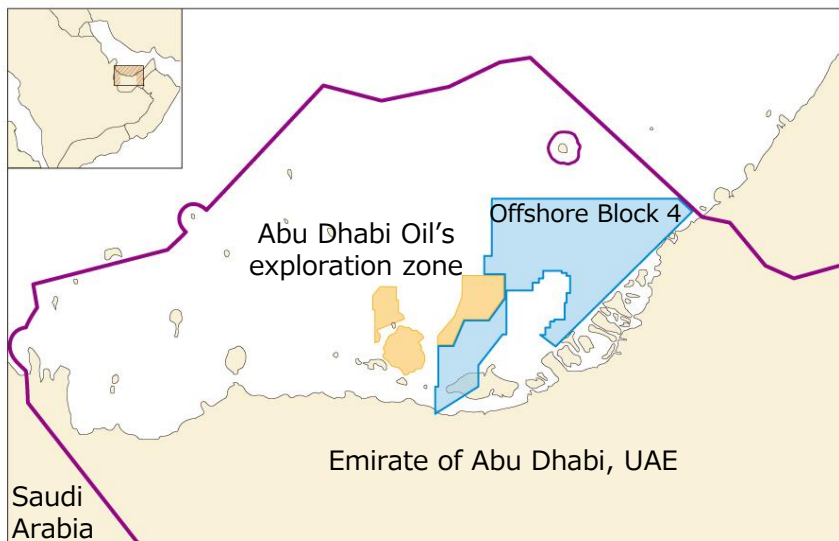 Offshore Block 4
Abu Dhabi Oil's
exploration zone
Emirate of Abu Dhabi, UAE
Saudi
Arabia